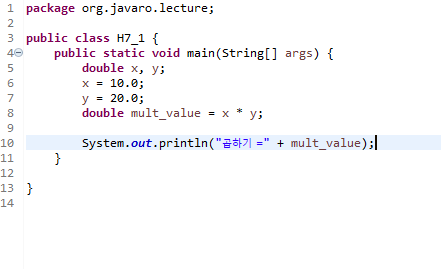 1 package org.javaro.lecture;
2
3 public class H7_1 {
4 public static void main(String[] args) {
5 double x, y;
6 x = 10.0;
7 y = 20.0;
8 double mult_value = x * y;
9
10 System.out.println("곱하기 =" + mult_value);
11 }
12
13 }
14